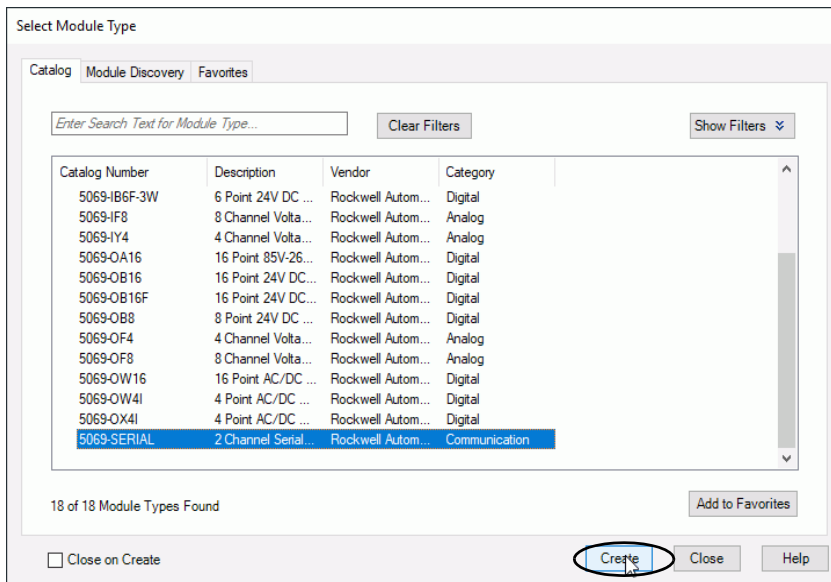 Select Module Type
Catalog Module Discovery Favorites
Enter Search Text for Module Type...
Clear Filters
Show Filters
Catalog Number Description Vendor Category
5069-IB6F-3W 6 Point 24V DC ... Rockwell Autom... Digital
5069-IF8 8 Channel Volta... Rockwell Autom... Analog
5069-IY4 4 Channel Volta... Rockwell Autom... Analog
5069-OA16 16 Point 85V-26... Rockwell Autom... Digital
5069-OB16 16 Point 24V DC... Rockwell Autom... Digital
5069-OB16F 16 Point 24V DC... Rockwell Autom... Digital
5069-OB8 8 Point 24V DC ... Rockwell Autom... Digital
5069-OF4 4 Channel Volta... Rockwell Autom... Analog
5069-OF8 8 Channel Volta... Rockwell Autom... Analog
5069-OW16 16 Point AC/DC ... Rockwell Autom... Digital
5069-OW4I 4 Point AC/DC ... Rockwell Autom... Digital
5069-OX4I 4 Point AC/DC ... Rockwell Autom... Digital
5069-SERIAL 2 Channel Serial... Rockwell Autom... Communication
18 of 18 Module Types Found
Add to Favorites
Close on Create
Create
Close
Help